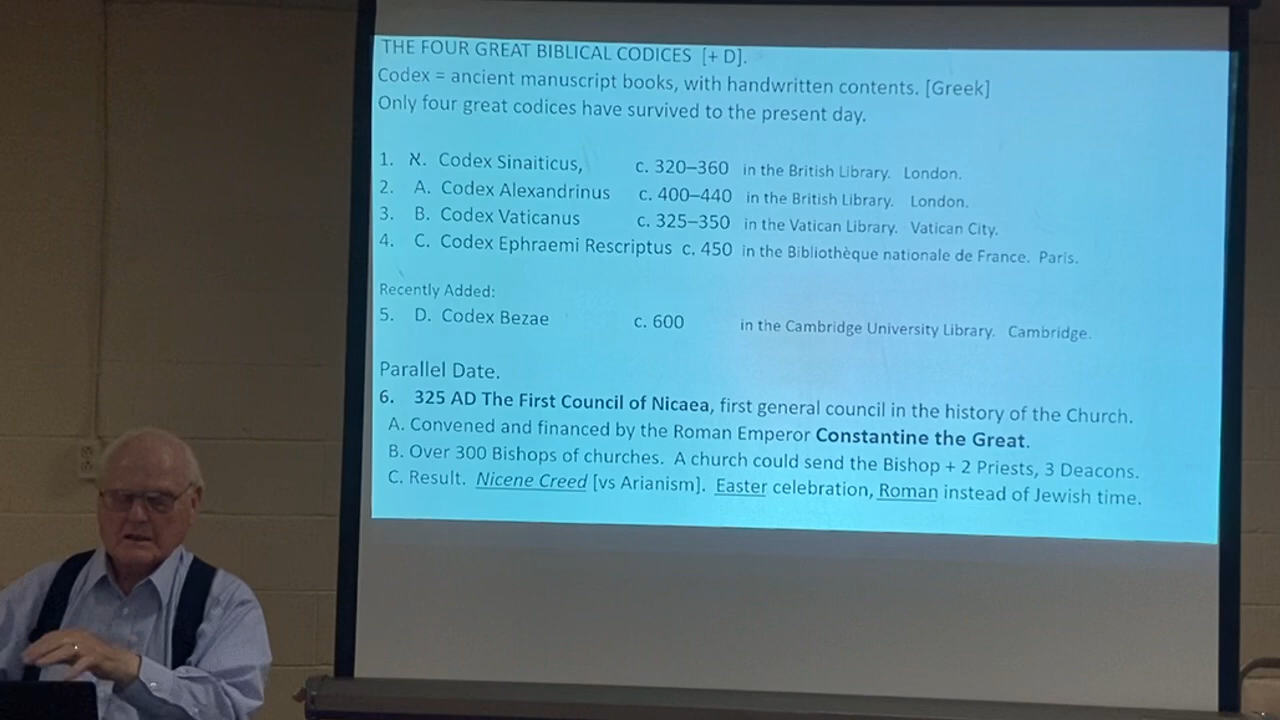 THE FOUR GREAT BIBLICAL CODICES [+ D].
Codex = ancient manuscript books, with handwritten contents. [Greek]
Only four great codices have survived to the present day.
1. ℵ. Codex Sinaiticus, c. 320–360 in the British Library. London.
2. A. Codex Alexandrinus c. 400–440 in the British Library. London.
3. B. Codex Vaticanus c. 325–350 in the Vatican Library. Vatican City.
4. C. Codex Ephraemi Rescriptus c. 450 in the Bibliothèque nationale de France. Paris.
Recently Added:
5. D. Codex Bezae c. 600 in the Cambridge University Library. Cambridge.
Parallel Date.
6. 325 AD The First Council of Nicaea, first general council in the history of the Church.
A. Convened and financed by the Roman Emperor Constantine the Great.
B. Over 300 Bishops of churches. A church could send the Bishop + 2 Priests, 3 Deacons.
C. Result. Nicene Creed [vs Arianism]. Easter celebration, Roman instead of Jewish time.